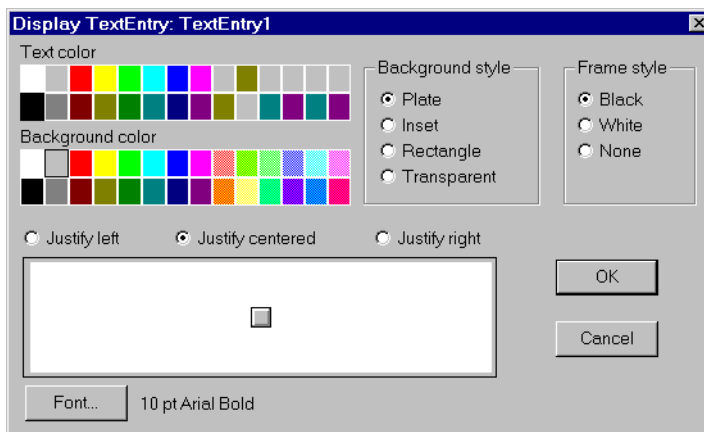 Display TextEntry: TextEntry1
Text color
Background color
Background style
Plate
Inset
Rectangle
Transparent
Frame style
Black
White
None
Justify left
Justify centered
Justify right
OK
Cancel
Font...
10 pt Arial Bold